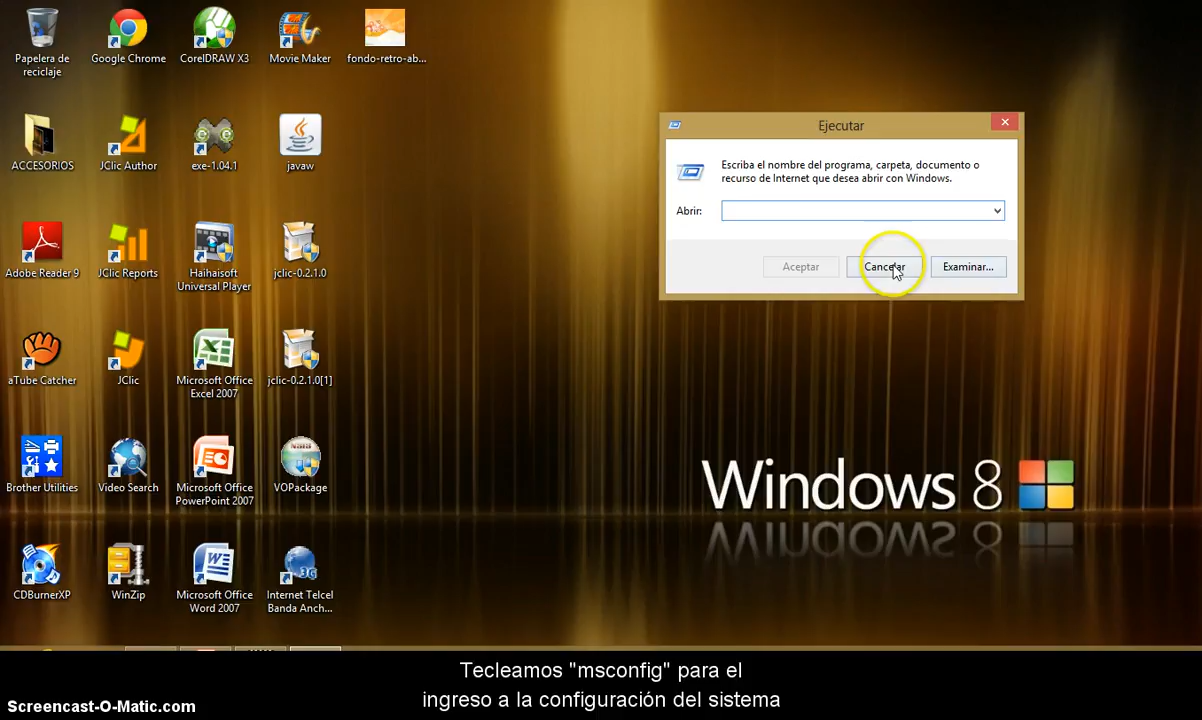 Papelera de
reciclaje
Google Chrome
CorelDRAW X3
Movie Maker
fondo-retro-ab...
ACCESORIOS
JClic Author
exe-1.04.1
javaw
Adobe Reader 9
JClic Reports
Haihaisoft
Universal Player
jclic-0.2.1.0
aTube Catcher
JClic
Microsoft Office
Excel 2007
jclic-0.2.1.0[1]
Brother Utilities
Video Search
Microsoft Office
PowerPoint 2007
VOPackage
CDBurnerXP
WinZip
Microsoft Office
Word 2007
3G
Internet Telcel
Banda Anch...
Ejecutar
Escriba el nombre del programa, carpeta, documento o
recurso de Internet que desea abrir con Windows.
Abrir:
Aceptar
Cancelar
Examinar...
Windows 8
Tecleamos "msconfig" para el
ingreso a la configuración del sistema
Screencast-O-Matic.com